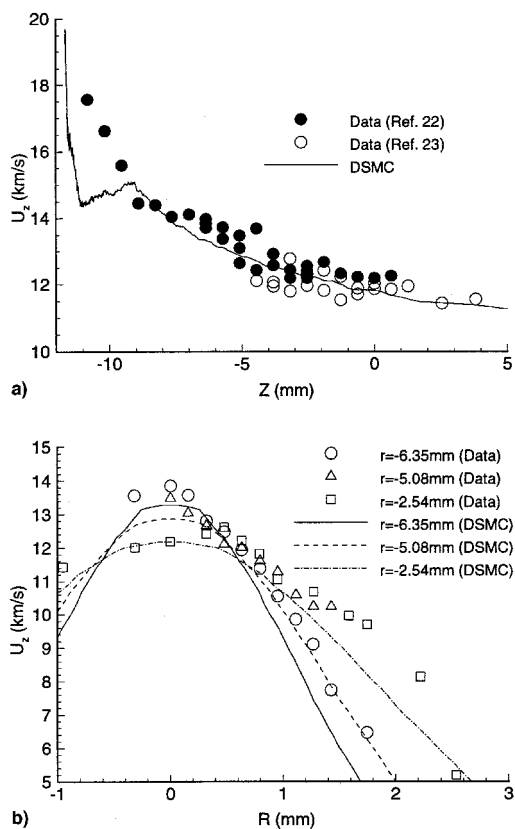 20
18
16
14
12
10
U_z (km/s)
Data (Ref. 22)
Data (Ref. 23)
DSMC
-10
-5
0
5
Z (mm)
a)
15
14
13
12
11
10
9
8
7
6
5
U_z (km/s)
r=-6.35mm (Data)
r=-5.08mm (Data)
r=-2.54mm (Data)
r=-6.35mm (DSMC)
r=-5.08mm (DSMC)
r=-2.54mm (DSMC)
-1
0
1
2
3
R (mm)
b)